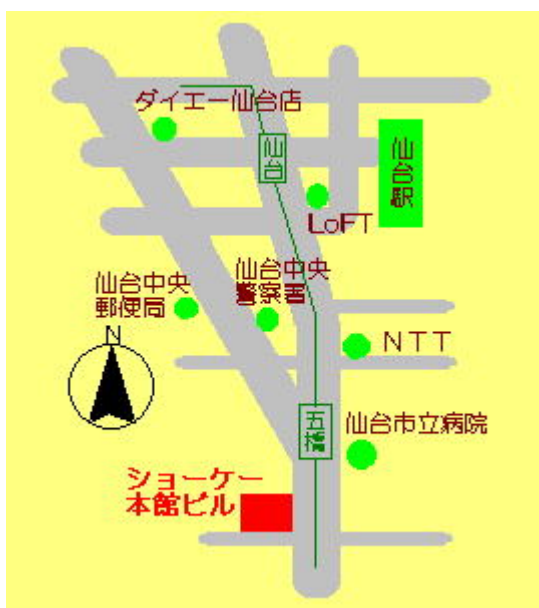 ダイエー仙台店
仙台
仙台駅
LoFT
仙台中央
警察署
仙台中央
郵便局
N
NTT
五橋
仙台市立病院
ショーケー
本館ビル